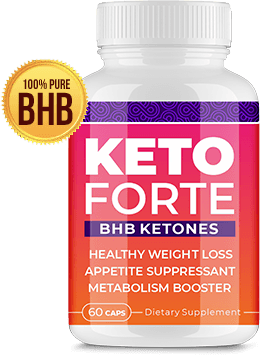 100% PURE
BHB
KETO
FORTE
BHB KETONES
HEALTHY WEIGHT LOSS
APPETITE SUPPRESSANT
METABOLISM BOOSTER
60 CAPS
Dietary Supplement